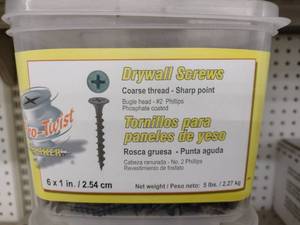 Drywall Screws
Coarse thread - Sharp point
Bugle head - #2 Phillips
Phosphate coated
Tornillos para
paneles de yeso
Rosca gruesa - Punta aguda
Cabeza ranurada - No. 2 Phillips
Revestimiento de fosfato
6 x 1 in. / 2.54 cm
Net weight / Peso neto: 5 lbs. / 2.27 kg